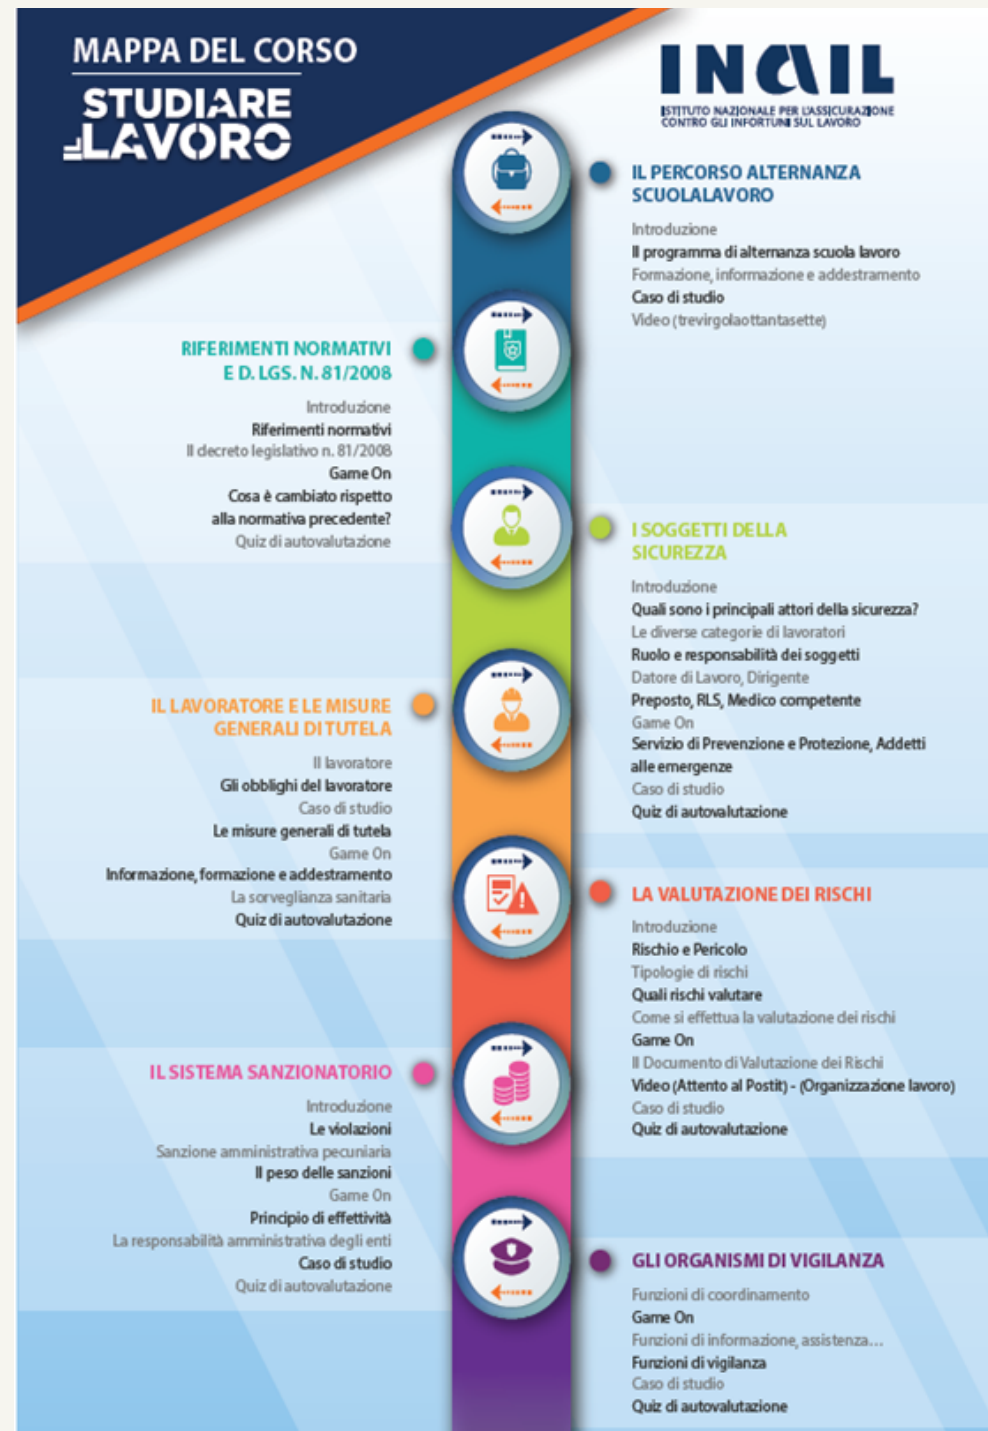 MAPPA DEL CORSO
STUDIARE
IL LAVORO
INAIL
ISTITUTO NAZIONALE PER L'ASSICURAZIONE
CONTRO GLI INFORTUNI SUL LAVORO
IL PERCORSO ALTERNANZA
SCUOLALAVORO
Introduzione
Il programma di alternanza scuola lavoro
Formazione, informazione e addestramento
Caso di studio
Video (trevirgolaottantasette)
RIFERIMENTI NORMATIVI
E D. LGS. N. 81/2008
Introduzione
Riferimenti normativi
Il decreto legislativo n. 81/2008
Game On
Cosa è cambiato rispetto
alla normativa precedente?
Quiz di autovalutazione
I SOGGETTI DELLA
SICUREZZA
Introduzione
Quali sono i principali attori della sicurezza?
Le diverse categorie di lavoratori
Ruolo e responsabilità dei soggetti
Datore di Lavoro, Dirigente
Preposto, RLS, Medico competente
Game On
Servizio di Prevenzione e Protezione, Addetti
alle emergenze
Caso di studio
Quiz di autovalutazione
IL LAVORATORE E LE MISURE
GENERALI DI TUTELA
Il lavoratore
Gli obblighi del lavoratore
Caso di studio
Le misure generali di tutela
Game On
Informazione, formazione e addestramento
La sorveglianza sanitaria
Quiz di autovalutazione
LA VALUTAZIONE DEI RISCHI
Introduzione
Rischio e Pericolo
Tipologie di rischi
Quali rischi valutare
Come si effettua la valutazione dei rischi
Game On
Il Documento di Valutazione dei Rischi
Video (Attento al Postit) - (Organizzazione lavoro)
Caso di studio
Quiz di autovalutazione
IL SISTEMA SANZIONATORIO
Introduzione
Le violazioni
Sanzione amministrativa pecuniaria
Il peso delle sanzioni
Game On
Principio di effettività
La responsabilità amministrativa degli enti
Caso di studio
Quiz di autovalutazione
GLI ORGANISMI DI VIGILANZA
Funzioni di coordinamento
Game On
Funzioni di informazione, assistenza...
Funzioni di vigilanza
Caso di studio
Quiz di autovalutazione